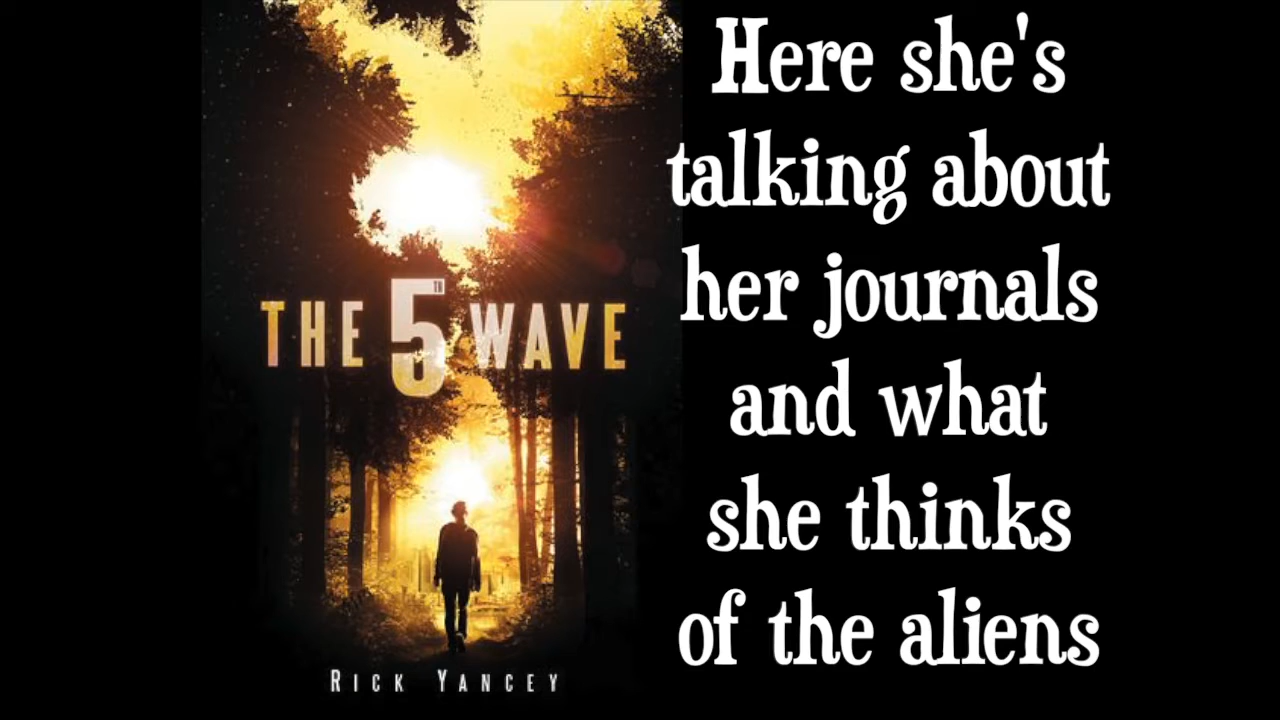 THE 5TH WAVE
RICK YANCEY
Here she's
talking about
her journals
and what
she thinks
of the aliens